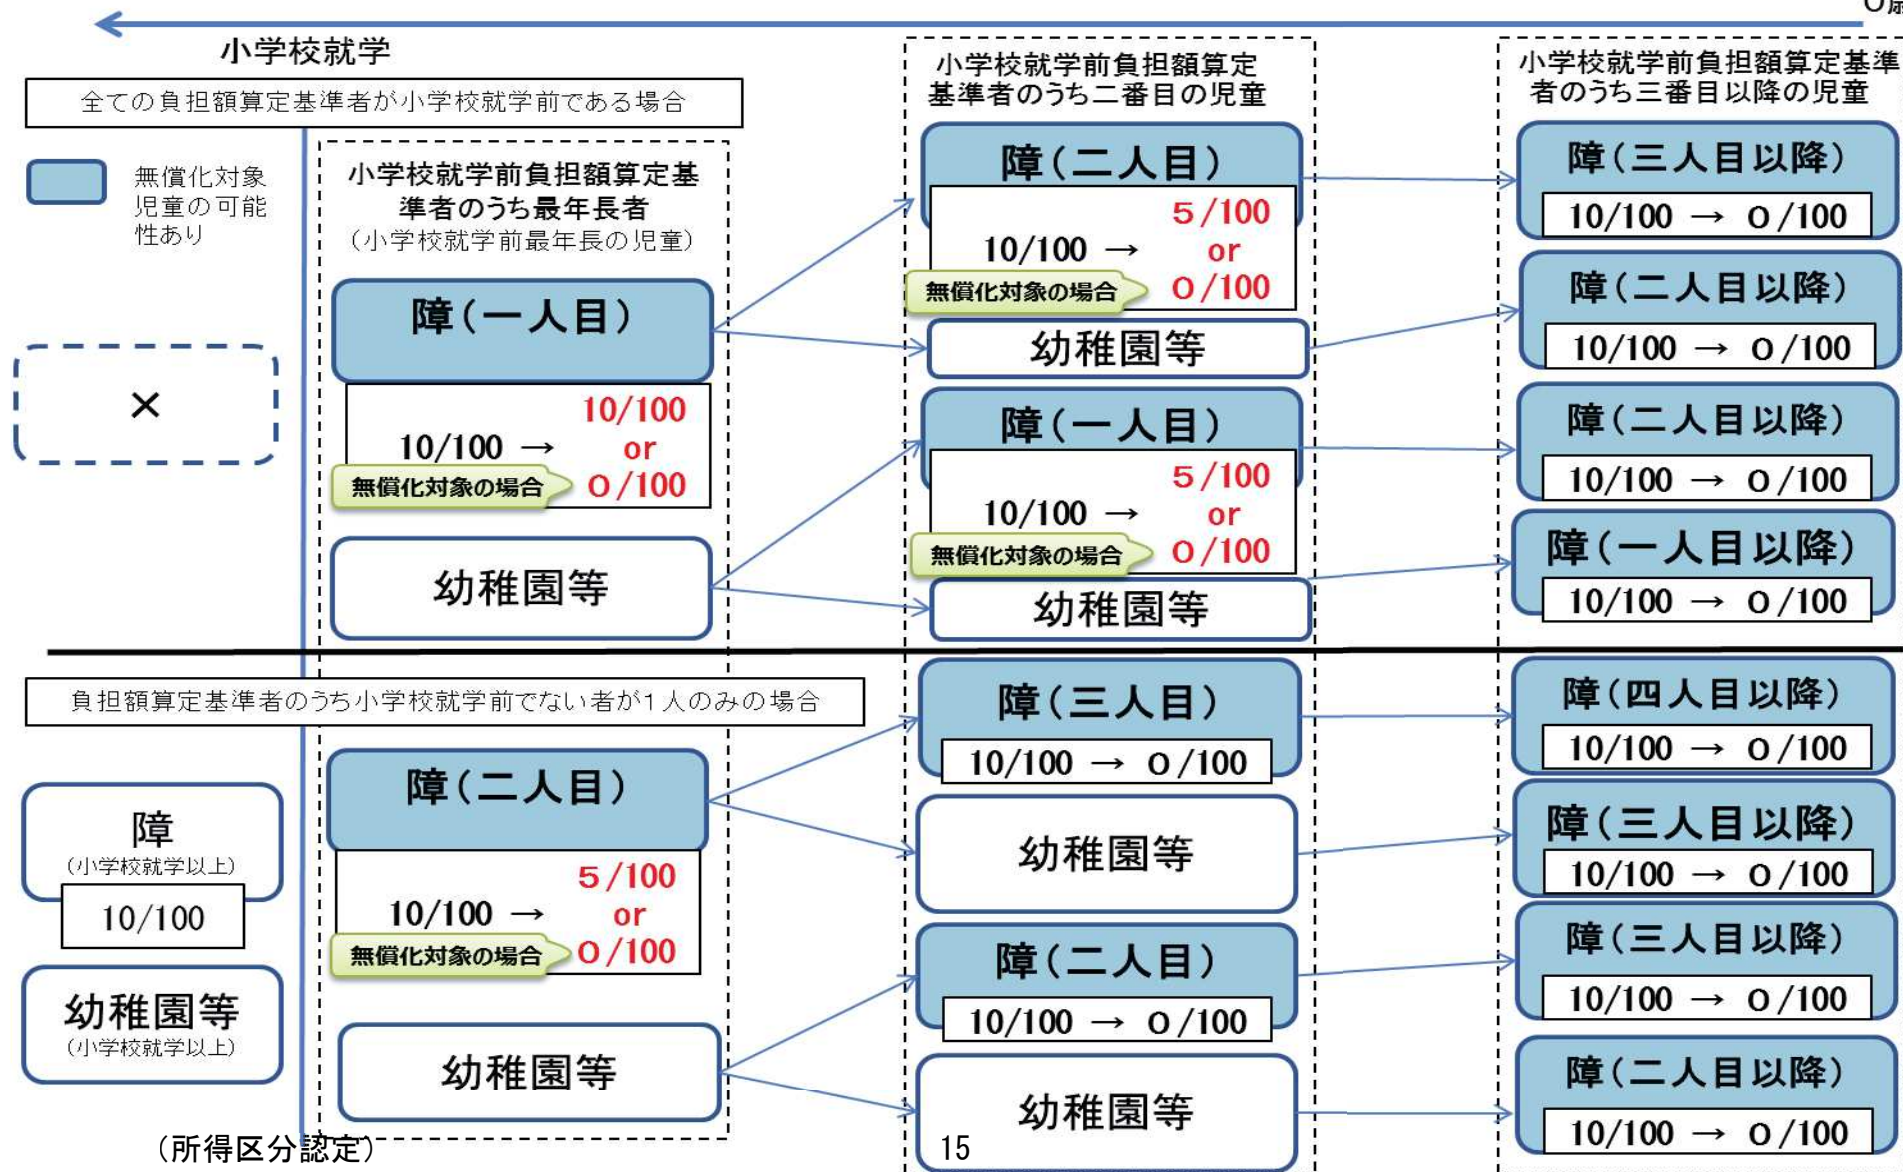 ０歳
小学校就学
全ての負担額算定基準者が小学校就学前である場合
無償化対象
児童の可能
性あり
×
小学校就学前負担額算定基
準者のうち最年長者
（小学校就学前最年長の児童）
障（一人目）
10/100 → 10/100
or
無償化対象の場合 ０/100
幼稚園等
小学校就学前負担額算定
基準者のうち二番目の児童
障（二人目）
10/100 → ５/100
or
無償化対象の場合 ０/100
幼稚園等
障（一人目）
10/100 → ５/100
or
無償化対象の場合 ０/100
幼稚園等
小学校就学前負担額算定基準
者のうち三番目以降の児童
障（三人目以降）
10/100 → ０/100
障（二人目以降）
10/100 → ０/100
障（二人目以降）
10/100 → ０/100
障（一人目以降）
10/100 → ０/100
負担額算定基準者のうち小学校就学前でない者が１人のみの場合
障
（小学校就学以上）
10/100
幼稚園等
（小学校就学以上）
障（二人目）
10/100 → ５/100
or
無償化対象の場合 ０/100
幼稚園等
障（三人目）
10/100 → ０/100
幼稚園等
障（二人目）
10/100 → ０/100
幼稚園等
障（四人目以降）
10/100 → ０/100
障（三人目以降）
10/100 → ０/100
障（三人目以降）
10/100 → ０/100
障（二人目以降）
10/100 → ０/100
（所得区分認定）
15